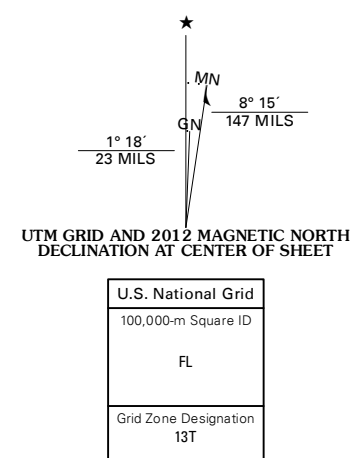 ★
MN
GN
8° 15´
147 MILS
1° 18´
23 MILS
UTM GRID AND 2012 MAGNETIC NORTH
DECLINATION AT CENTER OF SHEET
U.S. National Grid
100,000-m Square ID
FL
Grid Zone Designation
13T